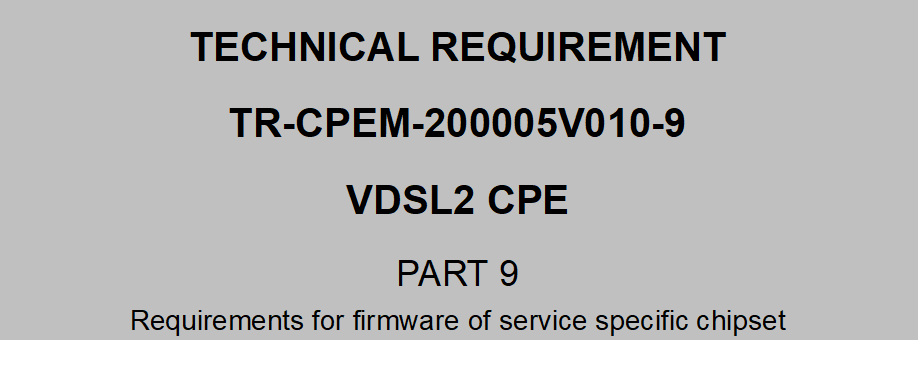 TECHNICAL REQUIREMENT
TR-CPEM-200005V010-9
VDSL2 CPE
PART 9
Requirements for firmware of service specific chipset